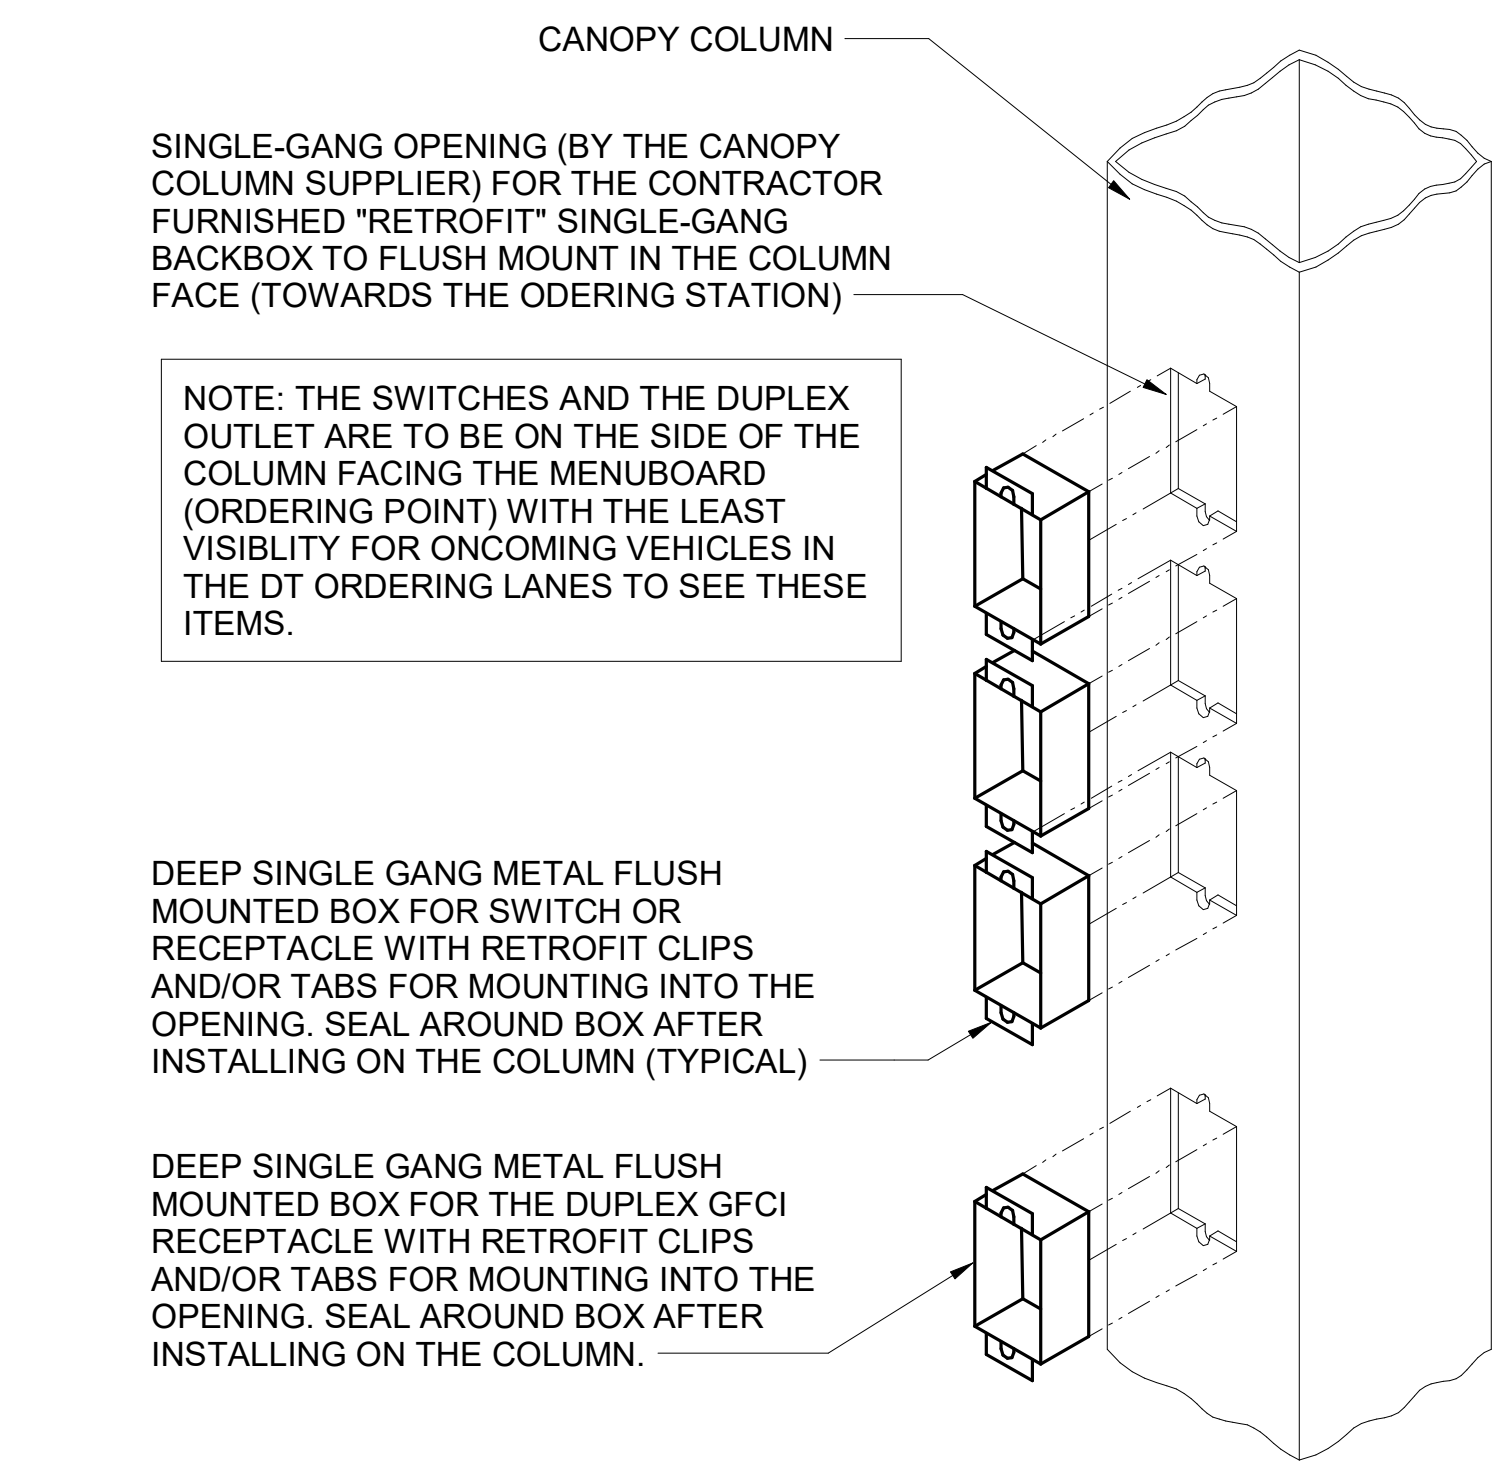 CANOPY COLUMN
SINGLE-GANG OPENING (BY THE CANOPY
COLUMN SUPPLIER) FOR THE CONTRACTOR
FURNISHED "RETROFIT" SINGLE-GANG
BACKBOX TO FLUSH MOUNT IN THE COLUMN
FACE (TOWARDS THE ODERING STATION)
NOTE: THE SWITCHES AND THE DUPLEX
OUTLET ARE TO BE ON THE SIDE OF THE
COLUMN FACING THE MENUBOARD
(ORDERING POINT) WITH THE LEAST
VISIBLITY FOR ONCOMING VEHICLES IN
THE DT ORDERING LANES TO SEE THESE
ITEMS.
DEEP SINGLE GANG METAL FLUSH
MOUNTED BOX FOR SWITCH OR
RECEPTACLE WITH RETROFIT CLIPS
AND/OR TABS FOR MOUNTING INTO THE
OPENING. SEAL AROUND BOX AFTER
INSTALLING ON THE COLUMN (TYPICAL)
DEEP SINGLE GANG METAL FLUSH
MOUNTED BOX FOR THE DUPLEX GFCI
RECEPTACLE WITH RETROFIT CLIPS
AND/OR TABS FOR MOUNTING INTO THE
OPENING. SEAL AROUND BOX AFTER
INSTALLING ON THE COLUMN.